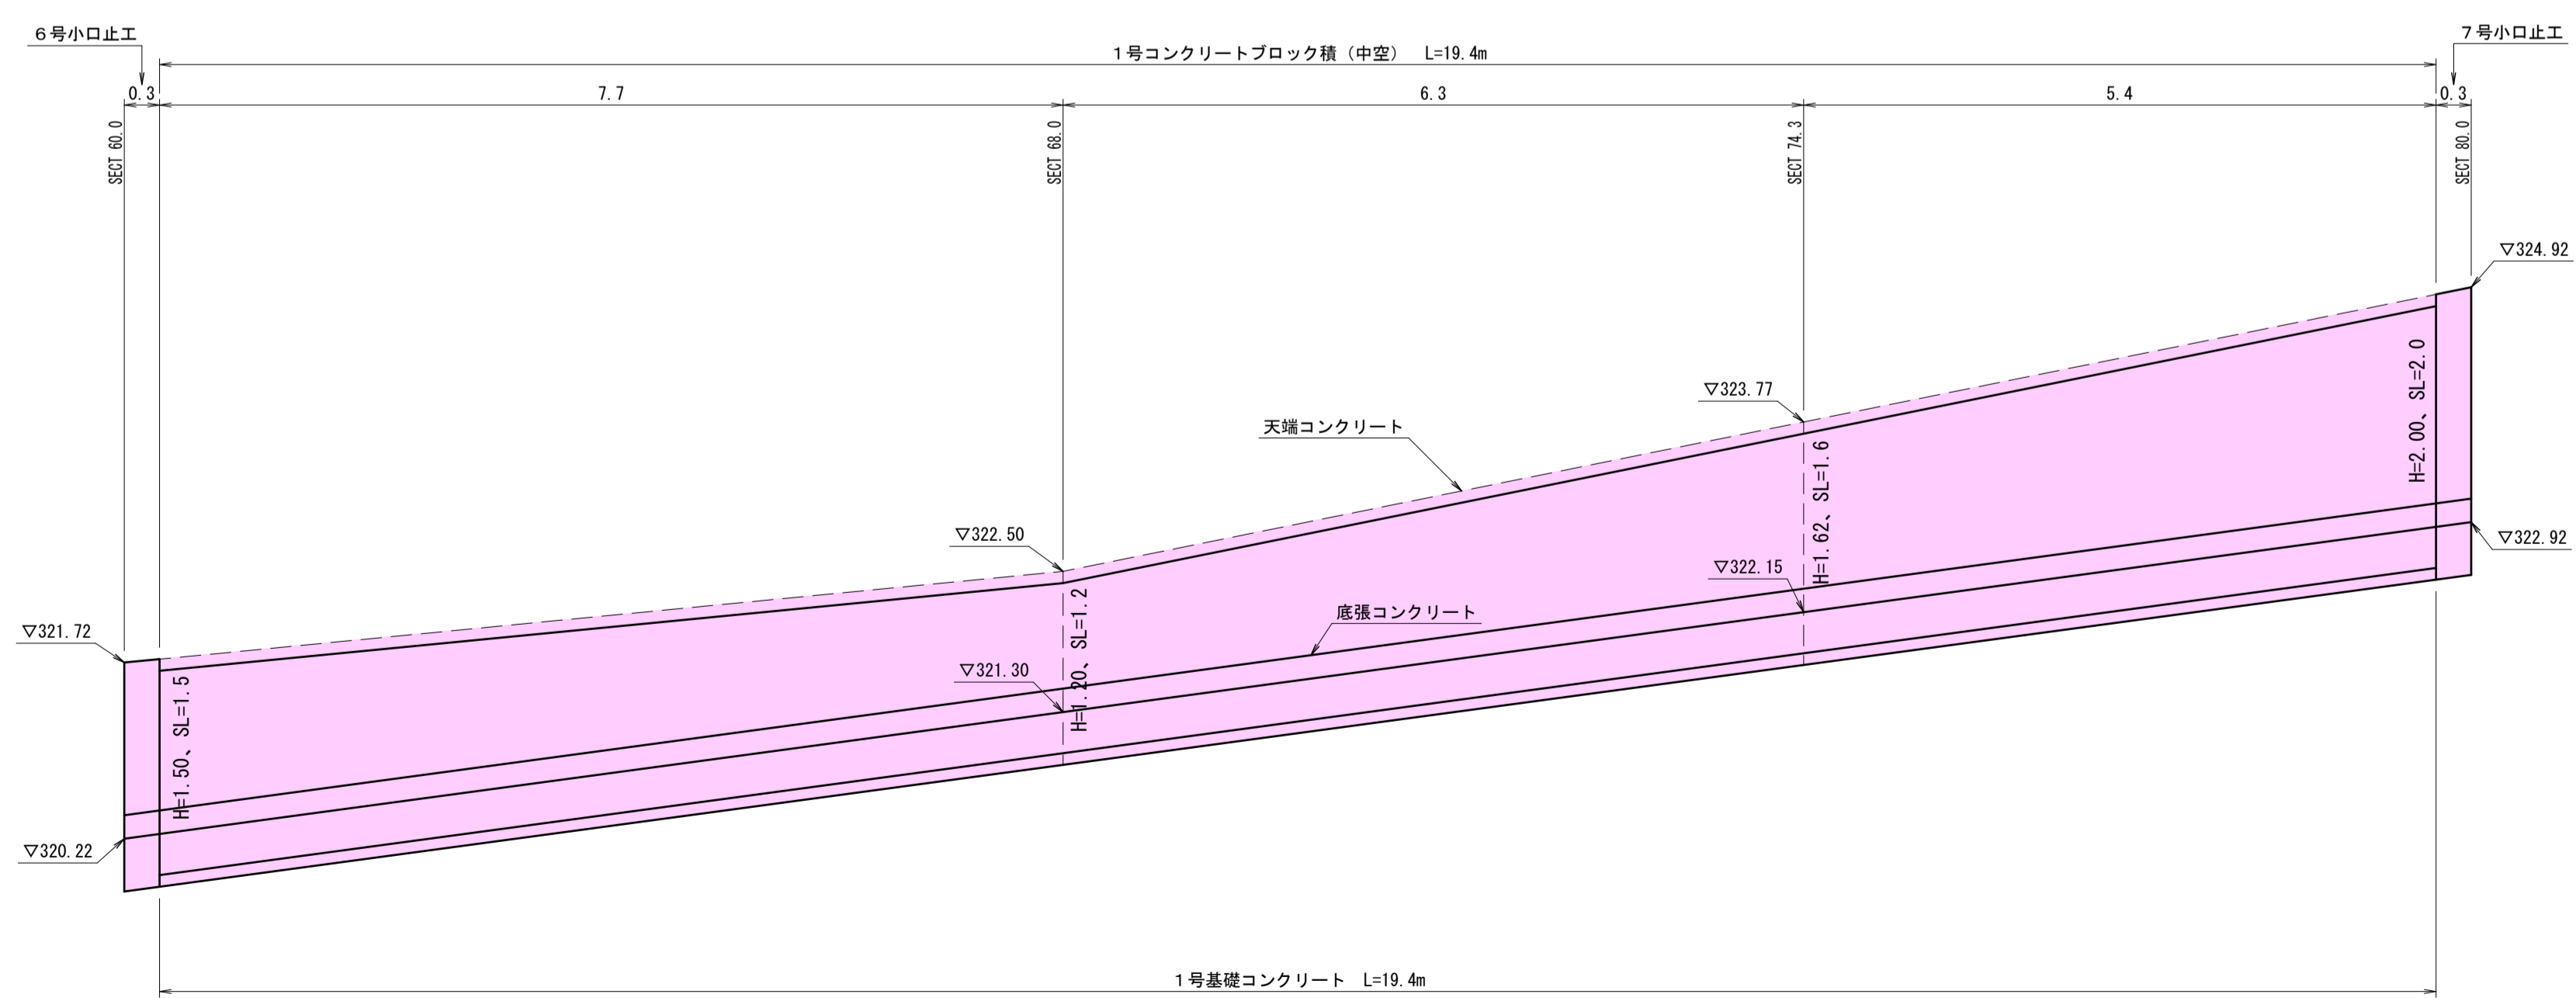 ６号小口止工
１号コンクリートブロック積（中空）　L=19.4m
７号小口止工
0.3
7.7
6.3
5.4
0.3
SECT 60.0
SECT 68.0
SECT 74.3
SECT 80.0
▽324.92
▽323.77
天端コンクリート
H=2.00、SL=2.0
H=1.62、SL=1.6
▽322.50
▽322.92
▽322.15
底張コンクリート
▽321.72
H=1.20、SL=1.2
▽321.30
H=1.50、SL=1.5
▽320.22
１号基礎コンクリート　L=19.4m